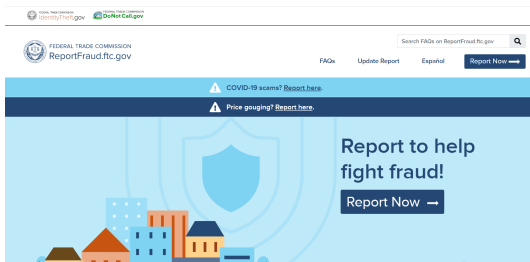 FEDERAL TRADE COMMISSION
IdentityTheft.gov
FEDERAL TRADE COMMISSION
DoNotCall.gov
FEDERAL TRADE COMMISSION
ReportFraud.ftc.gov
Search FAQs on ReportFraud.ftc.gov
FAQs
Update Report
Español
Report Now
COVID-19 scams? Report here.
Price gouging? Report here.
Report to help
fight fraud!
Report Now